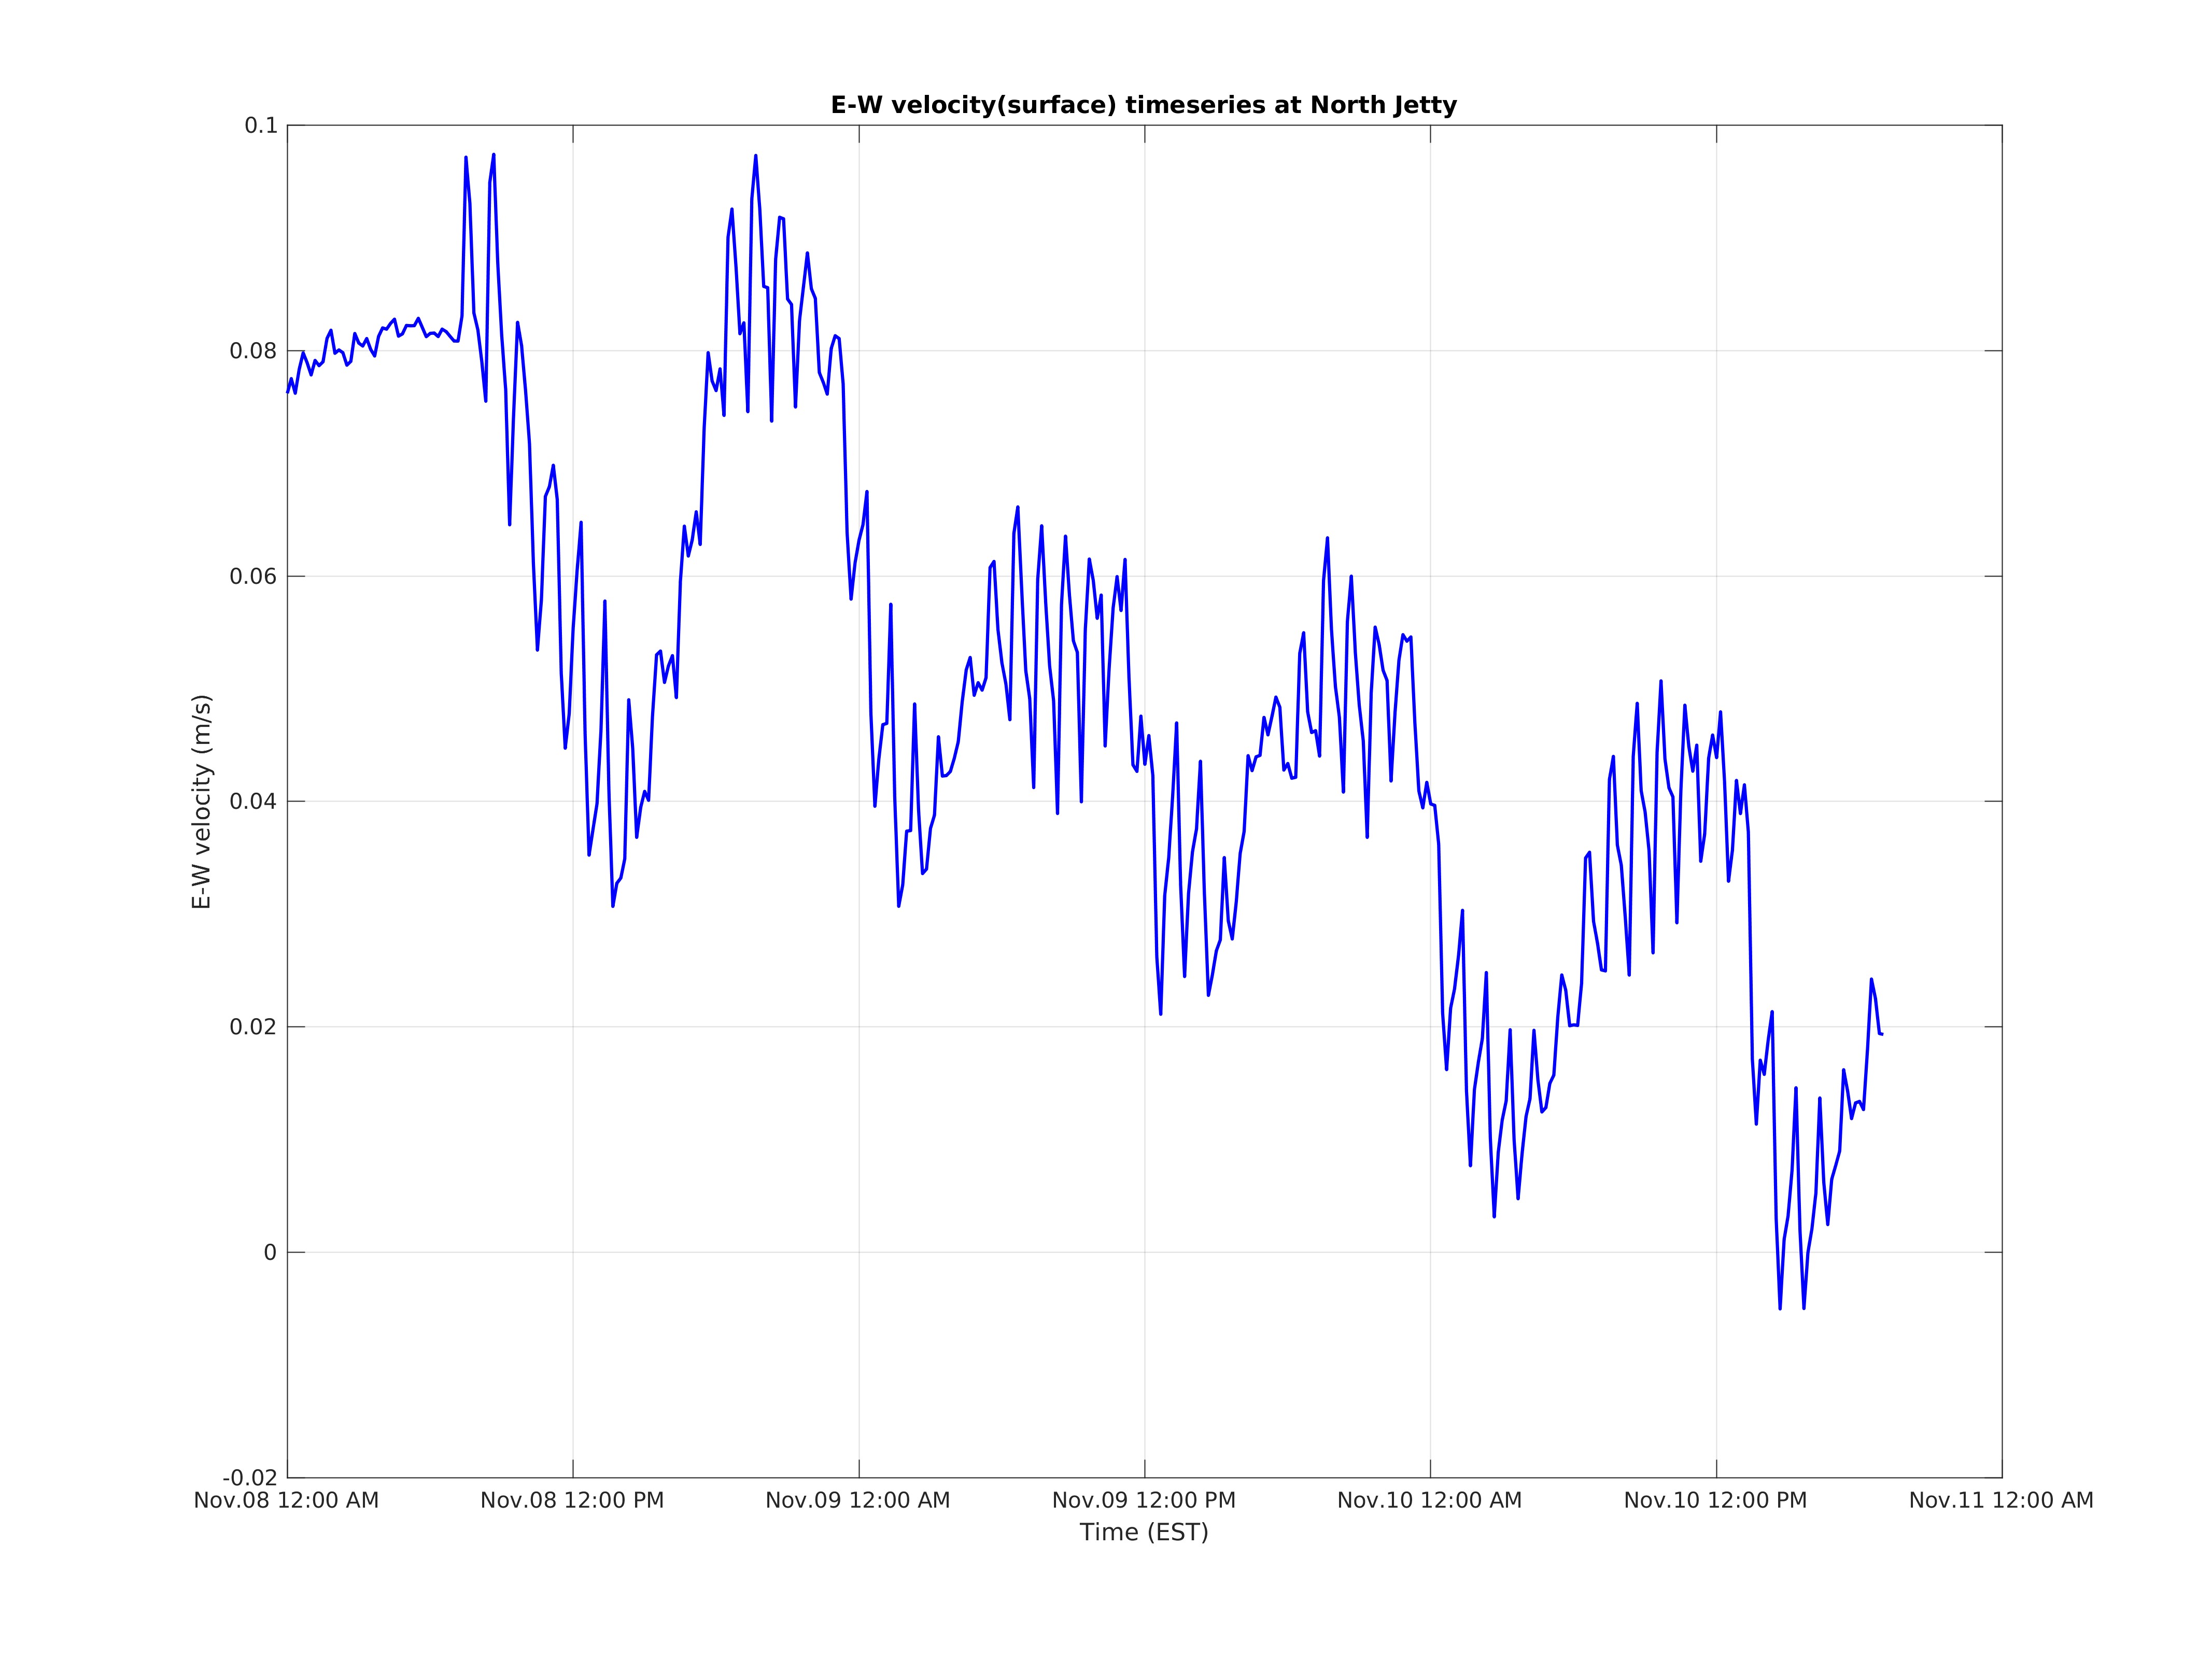 E-W velocity(surface) timeseries at North Jetty
0.1
0.08
0.06
0.04
0.02
0
-0.02
E-W velocity (m/s)
Nov.08 12:00 AM
Nov.08 12:00 PM
Nov.09 12:00 AM
Nov.09 12:00 PM
Nov.10 12:00 AM
Nov.10 12:00 PM
Nov.11 12:00 AM
Time (EST)